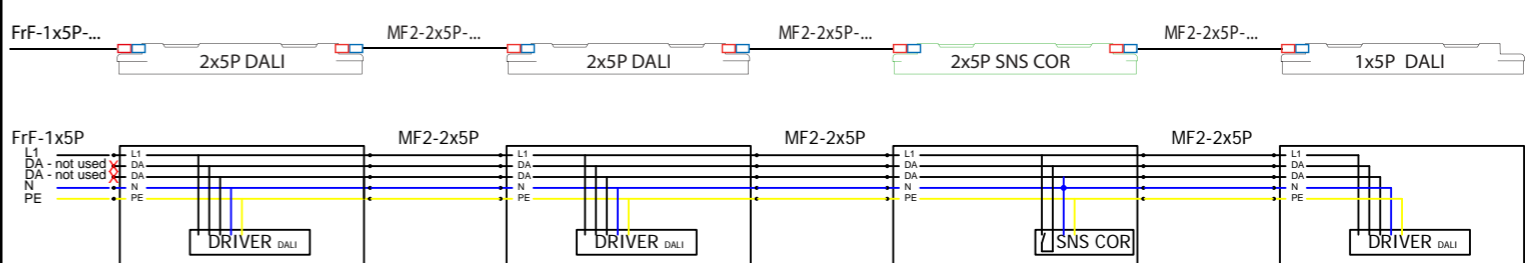 FrF-1x5P-... MF2-2x5P-... MF2-2x5P-... MF2-2x5P-...
2x5P DALI 2x5P DALI 2x5P SNS COR 1x5P DALI
FrF-1x5P MF2-2x5P MF2-2x5P MF2-2x5P
L1 L1 L1 L1 L1
DA - not used DA DA DA DA
DA - not used DA DA DA DA
N N N N N
PE PE PE PE PE
DRIVER DALI DRIVER DALI SNS COR DRIVER DALI